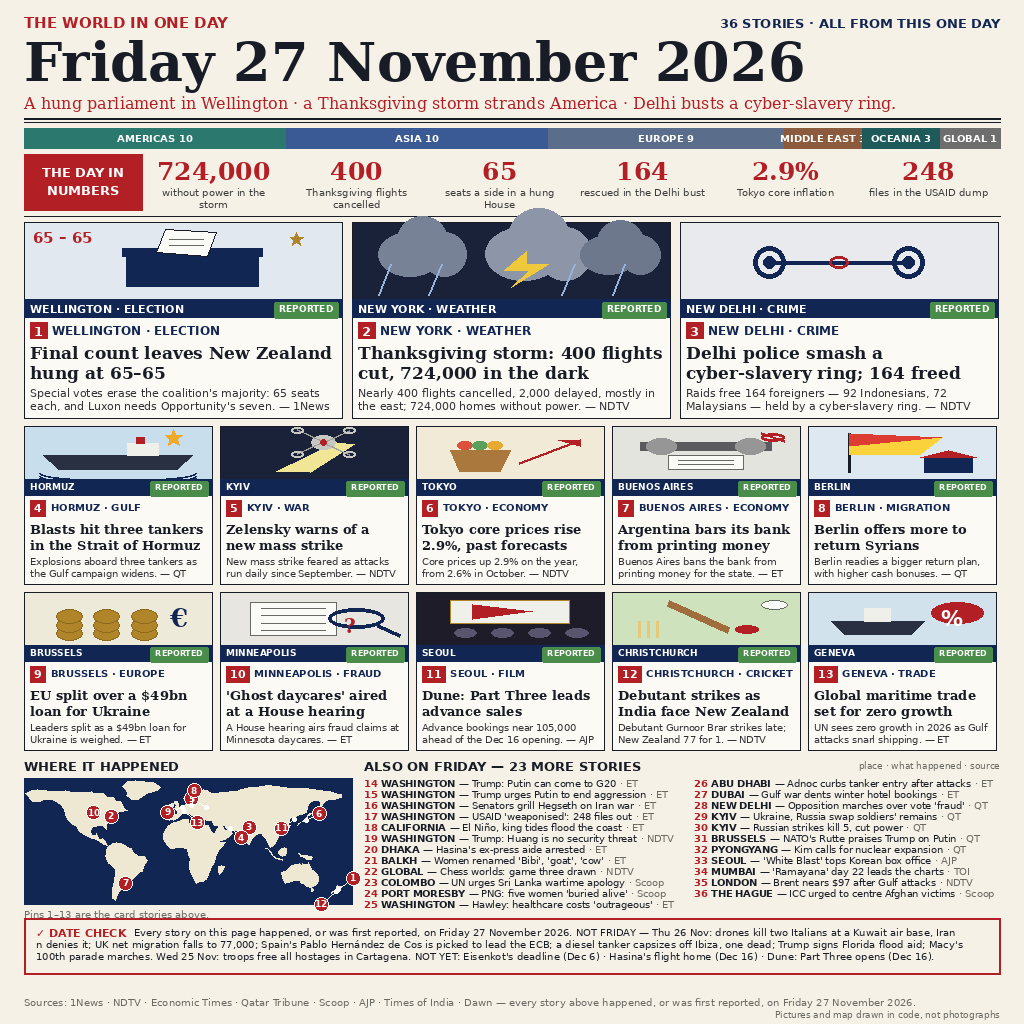 THE WORLD IN ONE DAY
36 STORIES · ALL FROM THIS ONE DAY
Friday 27 November 2026
A hung parliament in Wellington · a Thanksgiving storm strands America · Delhi busts a cyber-slavery ring.
AMERICAS 10
ASIA 10
EUROPE 9
MIDDLE EAST 3
OCEANIA 3
GLOBAL 1
THE DAY IN
NUMBERS
724,000
without power in the
storm
400
Thanksgiving flights
cancelled
65
seats a side in a hung
House
164
rescued in the Delhi bust
2.9%
Tokyo core inflation
248
files in the USAID dump
65 – 65
WELLINGTON · ELECTION
REPORTED
1 WELLINGTON · ELECTION
Final count leaves New Zealand
hung at 65–65
Special votes erase the coalition's majority: 65 seats
each, and Luxon needs Opportunity's seven. — 1News
NEW YORK · WEATHER
REPORTED
2 NEW YORK · WEATHER
Thanksgiving storm: 400 flights
cut, 724,000 in the dark
Nearly 400 flights cancelled, 2,000 delayed, mostly in
the east; 724,000 homes without power. — NDTV
NEW DELHI · CRIME
REPORTED
3 NEW DELHI · CRIME
Delhi police smash a
cyber-slavery ring; 164 freed
Raids free 164 foreigners — 92 Indonesians, 72
Malaysians — held by a cyber-slavery ring. — NDTV
HORMUZ
REPORTED
4 HORMUZ · GULF
Blasts hit three tankers
in the Strait of Hormuz
Explosions aboard three tankers as
the Gulf campaign widens. — QT
KYIV
REPORTED
5 KYIV · WAR
Zelensky warns of a
new mass strike
New mass strike feared as attacks
run daily since September. — NDTV
TOKYO
REPORTED
6 TOKYO · ECONOMY
Tokyo core prices rise
2.9%, past forecasts
Core prices up 2.9% on the year,
from 2.6% in October. — NDTV
BUENOS AIRES
REPORTED
7 BUENOS AIRES · ECONOMY
Argentina bars its bank
from printing money
Buenos Aires bans the bank from
printing money for the state. — ET
BERLIN
REPORTED
8 BERLIN · MIGRATION
Berlin offers more to
return Syrians
Berlin readies a bigger return plan,
with higher cash bonuses. — QT
€
BRUSSELS
REPORTED
9 BRUSSELS · EUROPE
EU split over a $49bn
loan for Ukraine
Leaders split as a $49bn loan for
Ukraine is weighed. — ET
?
MINNEAPOLIS
REPORTED
10 MINNEAPOLIS · FRAUD
'Ghost daycares' aired
at a House hearing
A House hearing airs fraud claims at
Minnesota daycares. — ET
SEOUL
REPORTED
11 SEOUL · FILM
Dune: Part Three leads
advance sales
Advance bookings near 105,000
ahead of the Dec 16 opening. — AJP
CHRISTCHURCH
REPORTED
12 CHRISTCHURCH · CRICKET
Debutant strikes as
India face New Zealand
Debutant Gurnoor Brar strikes late;
New Zealand 77 for 1. — NDTV
%
GENEVA
REPORTED
13 GENEVA · TRADE
Global maritime trade
set for zero growth
UN sees zero growth in 2026 as Gulf
attacks snarl shipping. — ET
WHERE IT HAPPENED
10
2
8
9
13
3
4
11
6
7
1
12
Pins 1–13 are the card stories above.
ALSO ON FRIDAY — 23 MORE STORIES
place · what happened · source
14 WASHINGTON — Trump: Putin can come to G20 · ET
15 WASHINGTON — Trump urges Putin to end aggression · ET
16 WASHINGTON — Senators grill Hegseth on Iran war · ET
17 WASHINGTON — USAID 'weaponised': 248 files out · ET
18 CALIFORNIA — El Niño, king tides flood the coast · ET
19 WASHINGTON — Trump: Huang is no security threat · NDTV
20 DHAKA — Hasina's ex-press aide arrested · ET
21 BALKH — Women renamed 'Bibi', 'goat', 'cow' · ET
22 GLOBAL — Chess worlds: game three drawn · NDTV
23 COLOMBO — UN urges Sri Lanka wartime apology · Scoop
24 PORT MORESBY — PNG: five women 'buried alive' · Scoop
25 WASHINGTON — Hawley: healthcare costs 'outrageous' · ET
26 ABU DHABI — Adnoc curbs tanker entry after attacks · ET
27 DUBAI — Gulf war dents winter hotel bookings · ET
28 NEW DELHI — Opposition marches over vote 'fraud' · QT
29 KYIV — Ukraine, Russia swap soldiers' remains · QT
30 KYIV — Russian strikes kill 5, cut power · QT
31 BRUSSELS — NATO's Rutte praises Trump on Putin · QT
32 PYONGYANG — Kim calls for nuclear expansion · QT
33 SEOUL — 'White Blast' tops Korean box office · AJP
34 MUMBAI — 'Ramayana' day 22 leads the charts · TOI
35 LONDON — Brent nears $97 after Gulf attacks · NDTV
36 THE HAGUE — ICC urged to centre Afghan victims · Scoop
✓ DATE CHECK Every story on this page happened, or was first reported, on Friday 27 November 2026. NOT FRIDAY — Thu 26 Nov: drones kill two Italians at a Kuwait air base, Iran
n denies it; UK net migration falls to 77,000; Spain's Pablo Hernández de Cos is picked to lead the ECB; a diesel tanker capsizes off Ibiza, one dead; Trump signs Florida flood aid; Macy's
100th parade marches. Wed 25 Nov: troops free all hostages in Cartagena. NOT YET: Eisenkot's deadline (Dec 6) · Hasina's flight home (Dec 16) · Dune: Part Three opens (Dec 16).
Sources: 1News · NDTV · Economic Times · Qatar Tribune · Scoop · AJP · Times of India · Dawn — every story above happened, or was first reported, on Friday 27 November 2026.
Pictures and map drawn in code, not photographs